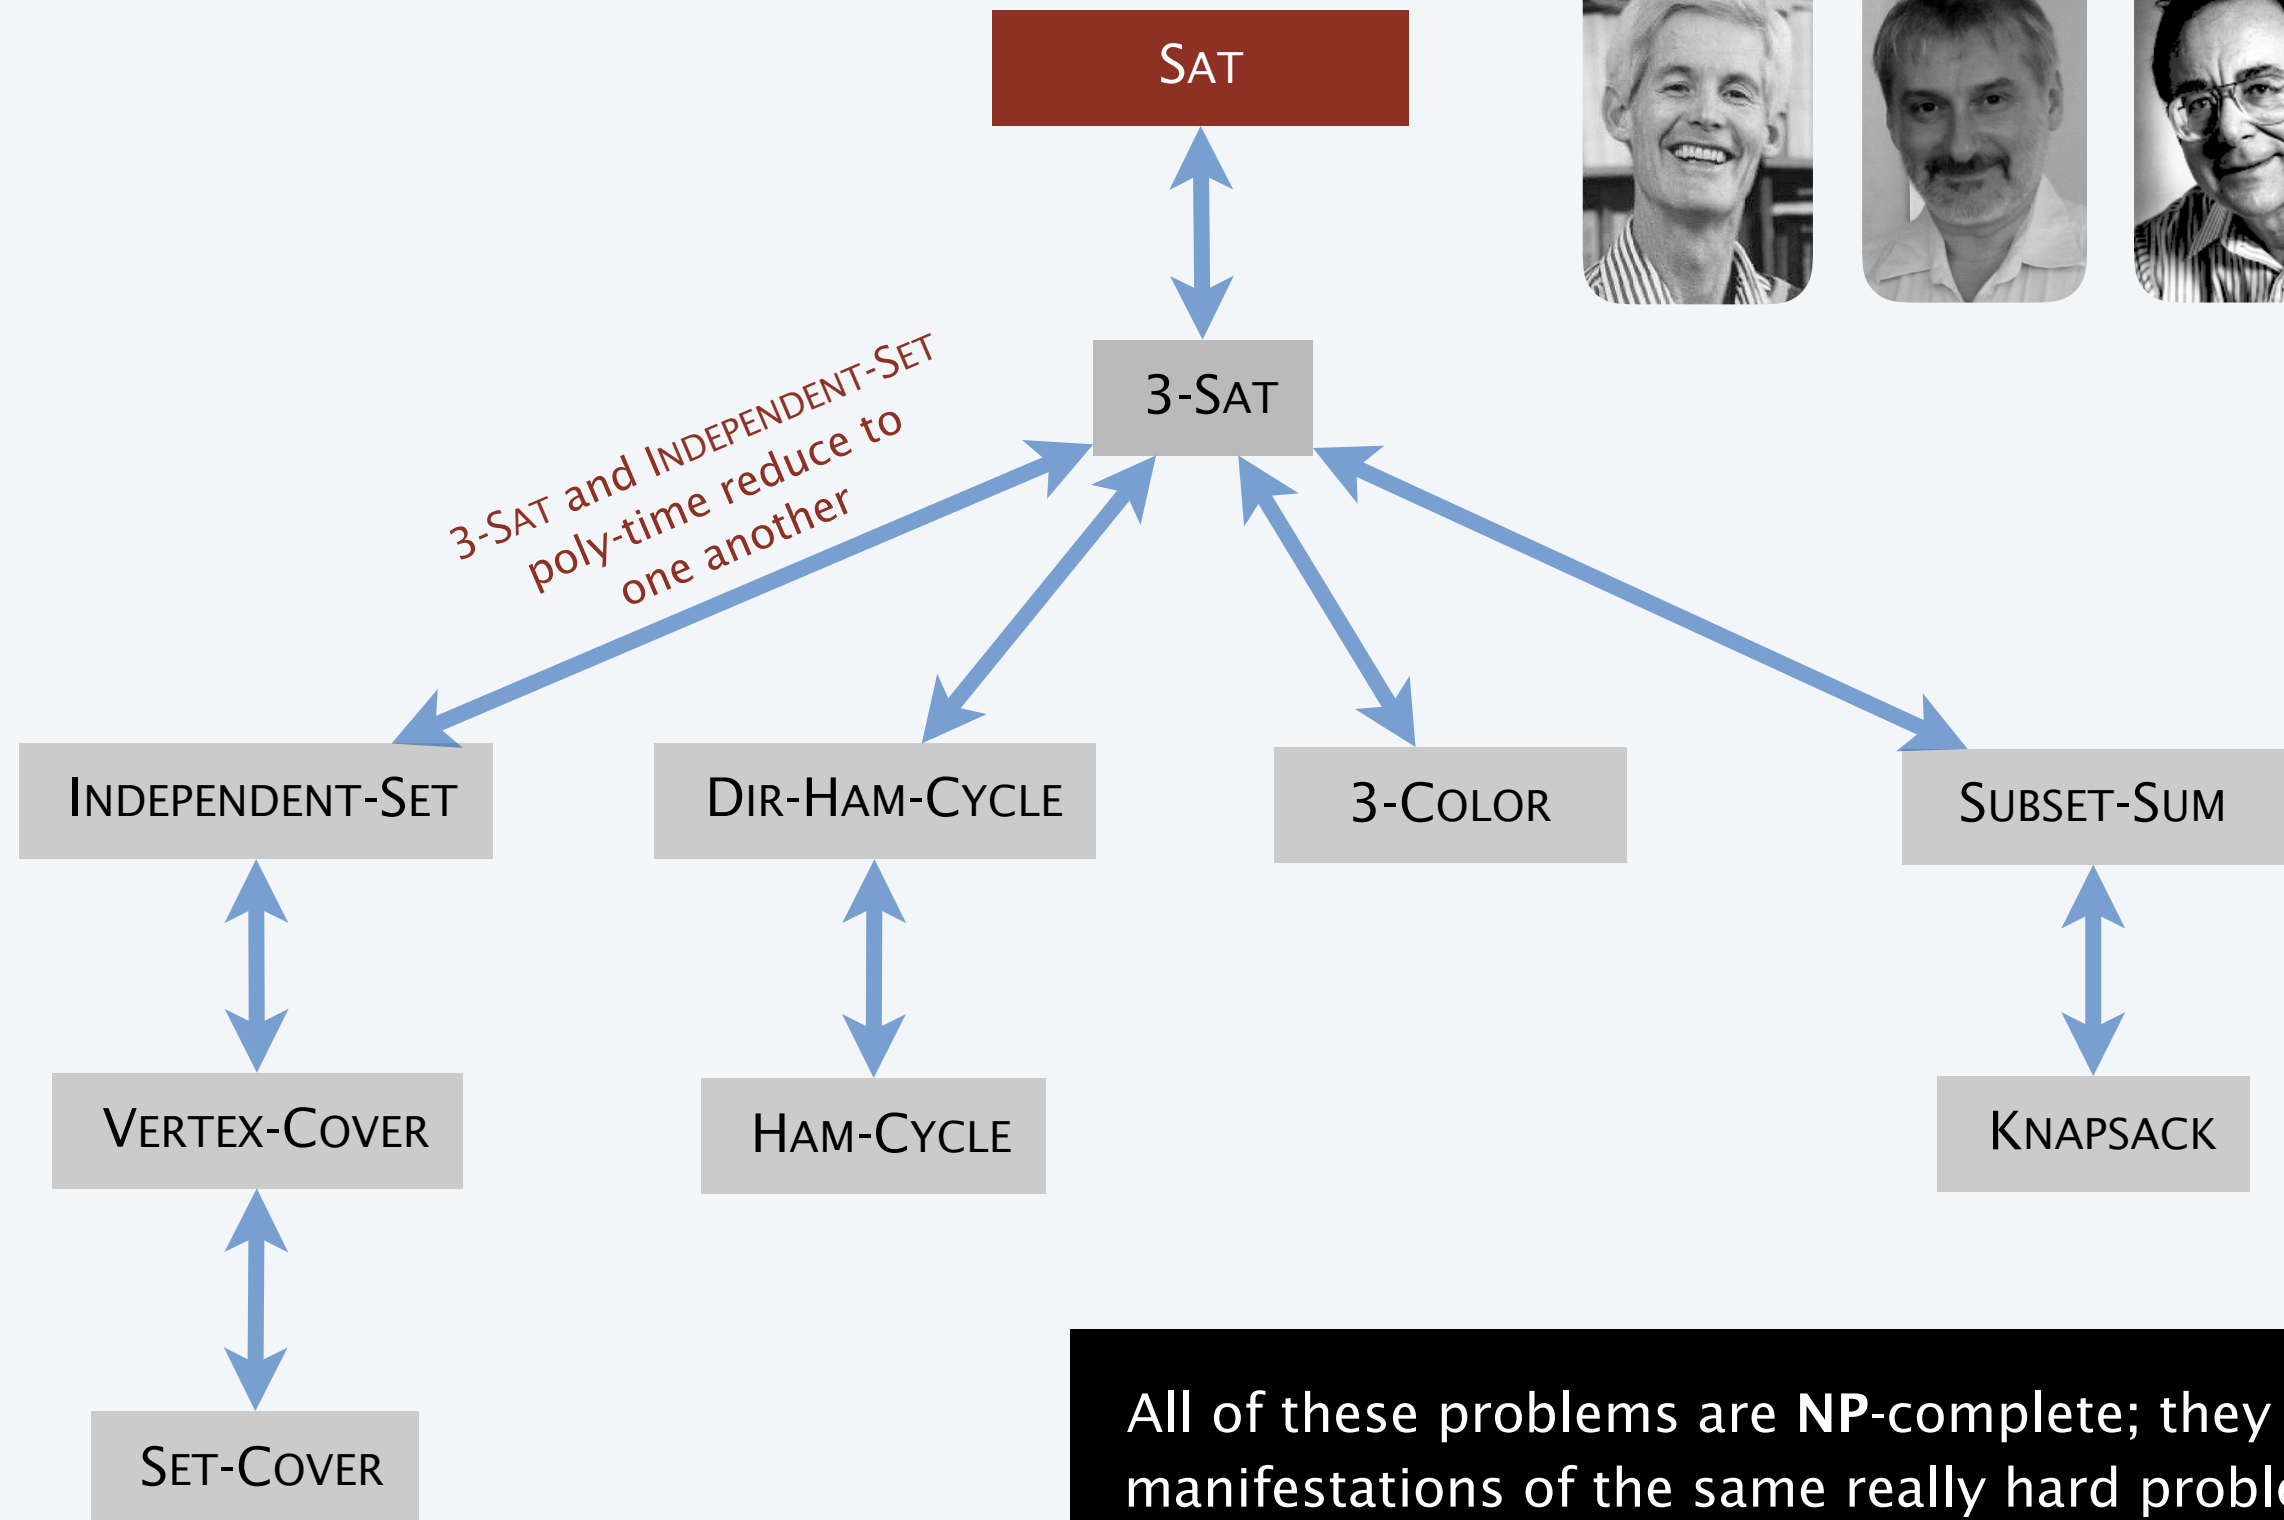 SAT
3-SAT and INDEPENDENT-SET
poly-time reduce to
one another
3-SAT
INDEPENDENT-SET
DIR-HAM-CYCLE
3-COLOR
SUBSET-SUM
VERTEX-COVER
HAM-CYCLE
KNAPSACK
SET-COVER
All of these problems are NP-complete; they
manifestations of the same really hard proble